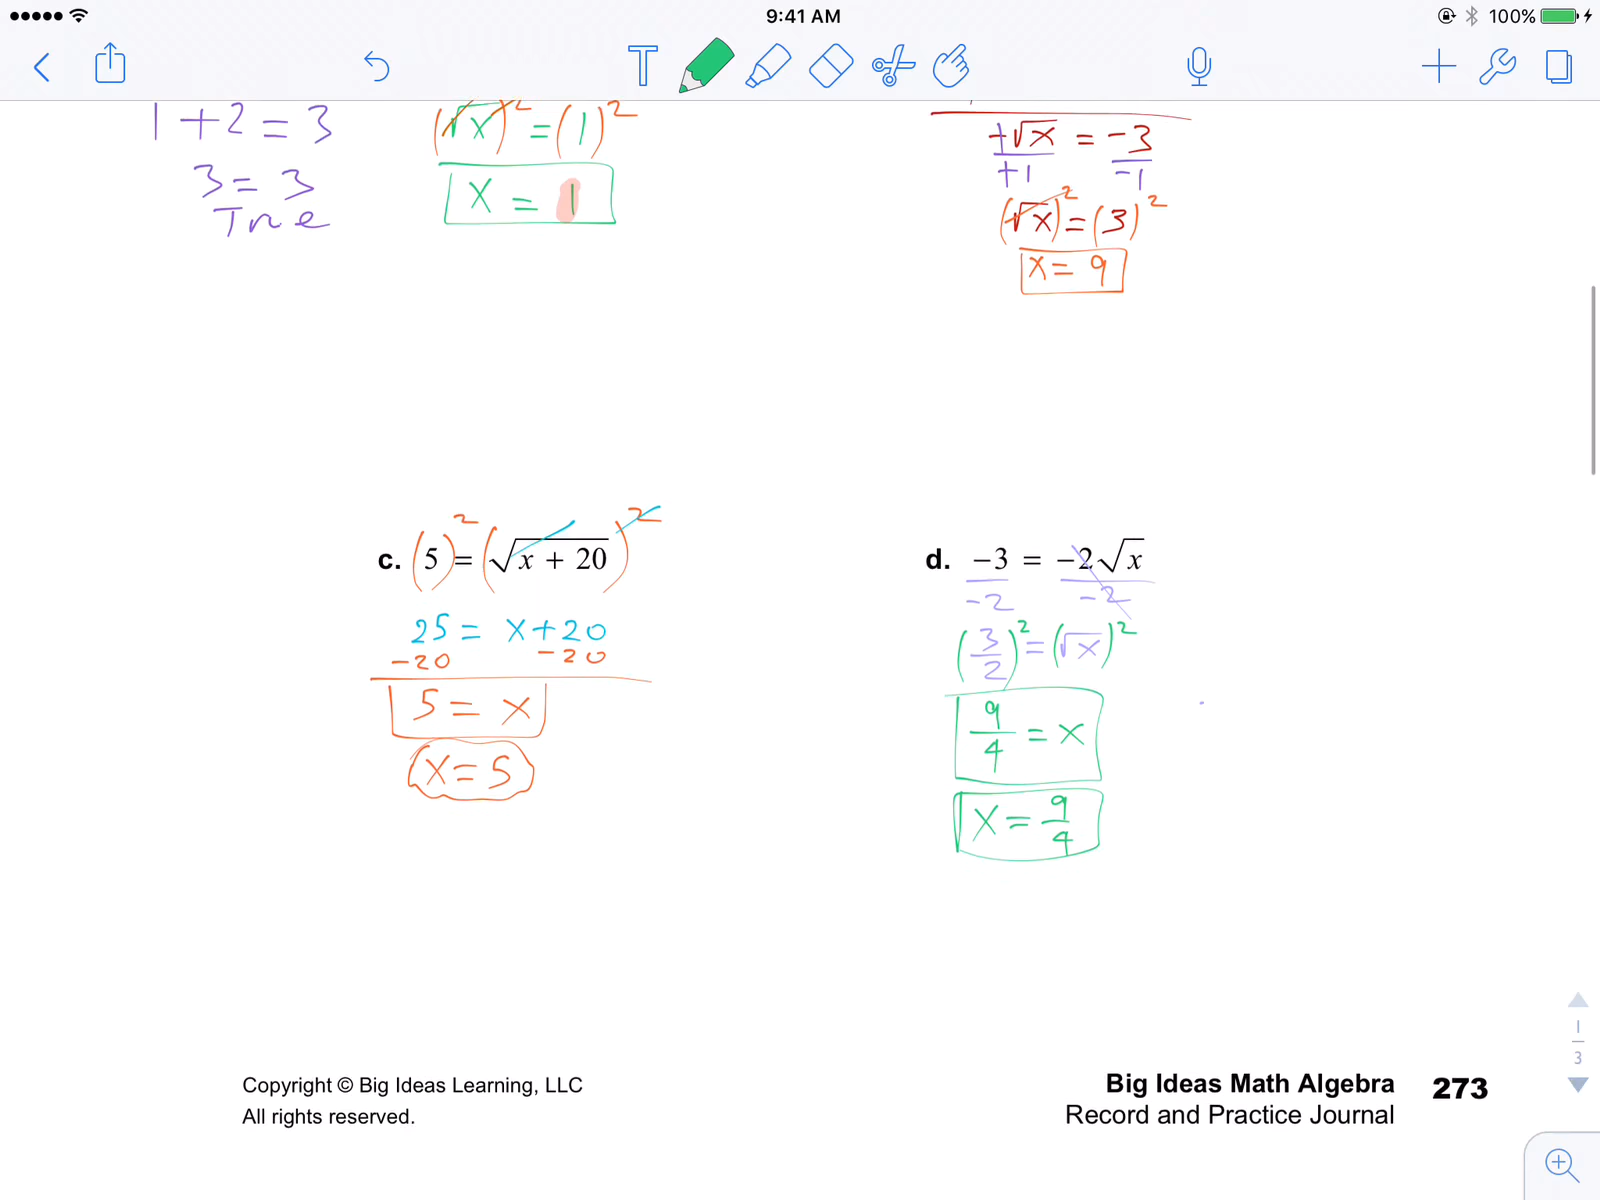 9:41 AM
100%
T
1 + 2 = 3
3 = 3
True
(√x)² = (1)²
x = 1
+√x = -3
+1 -1
(√x)² = (3)²
x = 9
c. (5)² = (√x + 20)²
25 = x + 20
-20 -20
5 = x
x = 5
d. −3 = −2√x
-2 -2
(3/2)² = (√x)²
9/4 = x
x = 9/4
1
3
Copyright © Big Ideas Learning, LLC
All rights reserved.
Big Ideas Math Algebra 273
Record and Practice Journal